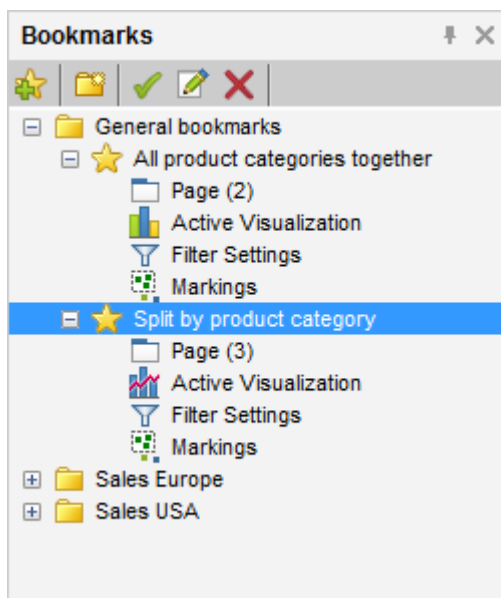 Bookmarks
General bookmarks
All product categories together
Page (2)
Active Visualization
Filter Settings
Markings
Split by product category
Page (3)
Active Visualization
Filter Settings
Markings
Sales Europe
Sales USA